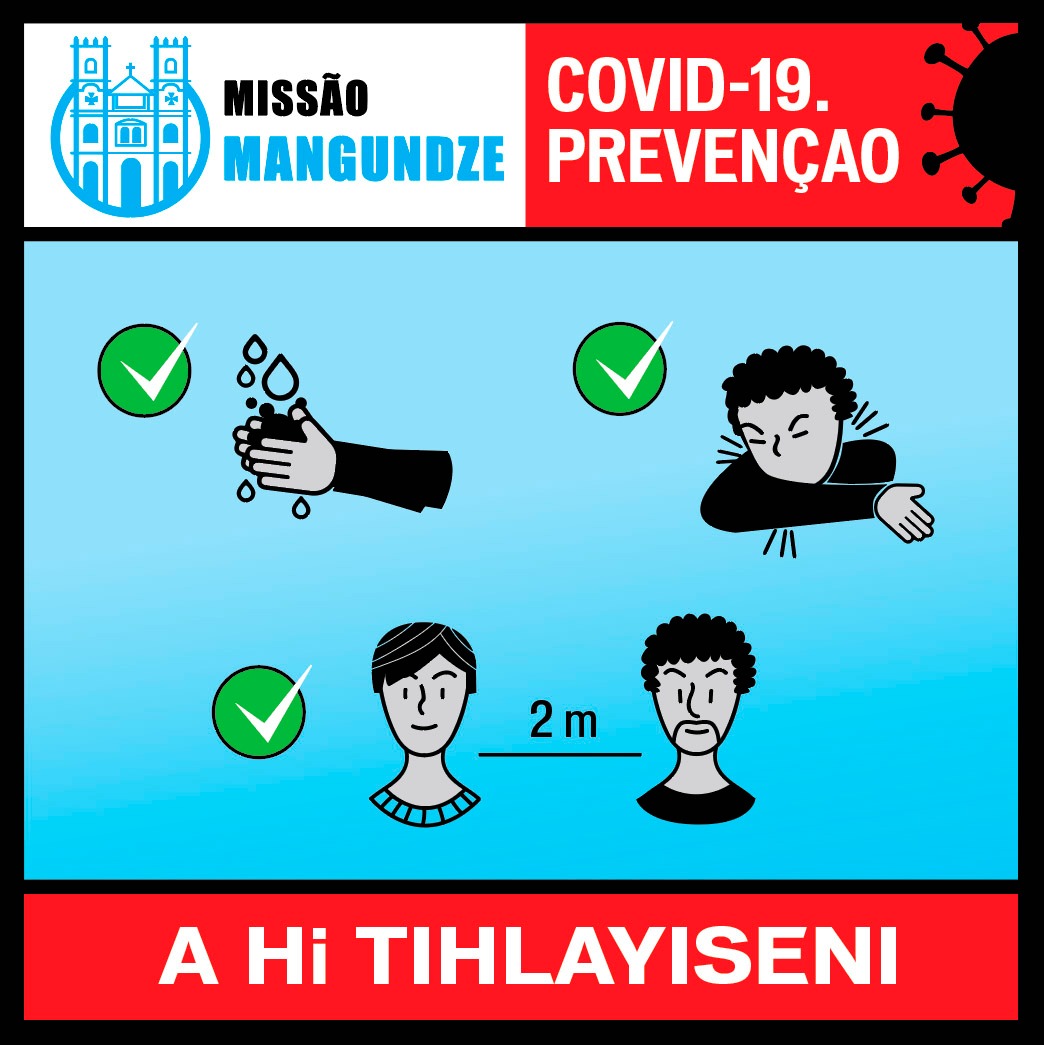 MISSÃO
MANGUNDZE
COVID-19.
PREVENÇAO
2 m
A Hi TIHLAYISENI